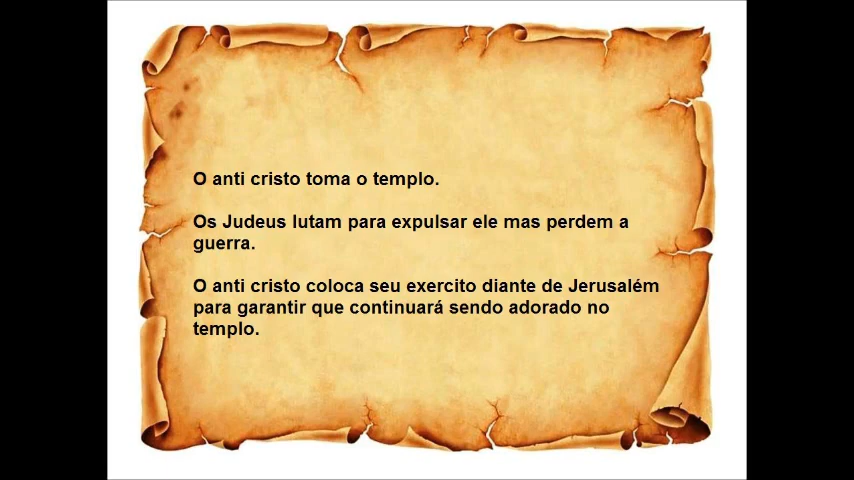 O anti cristo toma o templo.
Os Judeus lutam para expulsar ele mas perdem a
guerra.
O anti cristo coloca seu exercito diante de Jerusalém
para garantir que continuará sendo adorado no
templo.